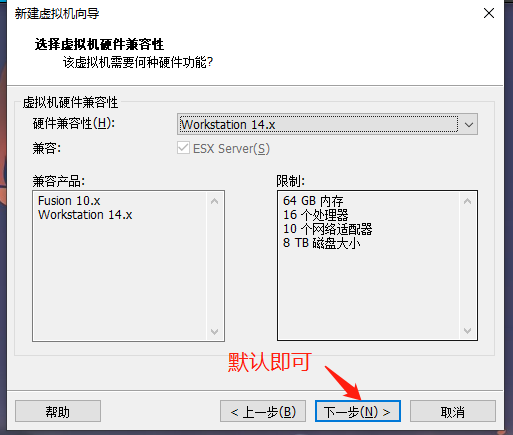 新建虚拟机向导
选择虚拟机硬件兼容性
该虚拟机需要何种硬件功能?
虚拟机硬件兼容性
硬件兼容性(H): Workstation 14.x
兼容: ESX Server(S)
兼容产品: 限制:
Fusion 10.x
Workstation 14.x
64 GB 内存
16 个处理器
10 个网络适配器
8 TB 磁盘大小
默认即可
帮助 < 上一步(B) 下一步(N) > 取消